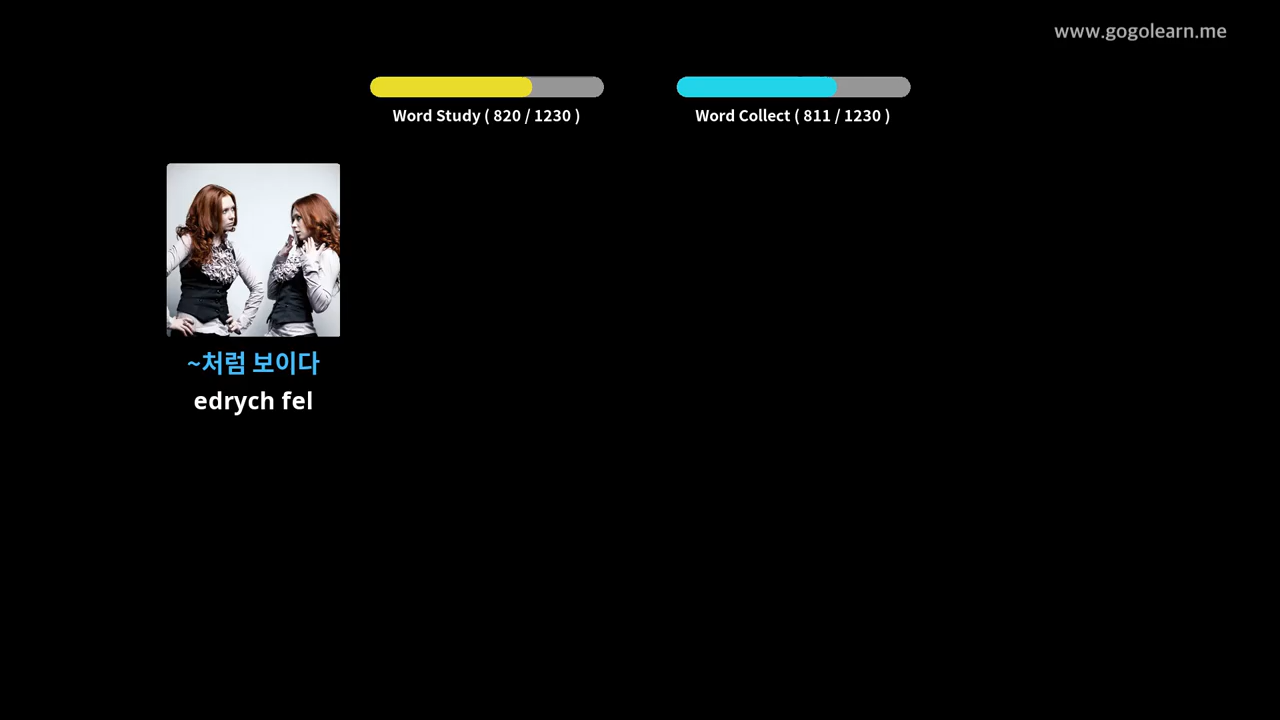 www.gogolearn.me
Word Study ( 820 / 1230 )
Word Collect ( 811 / 1230 )
~처럼 보이다
edrych fel